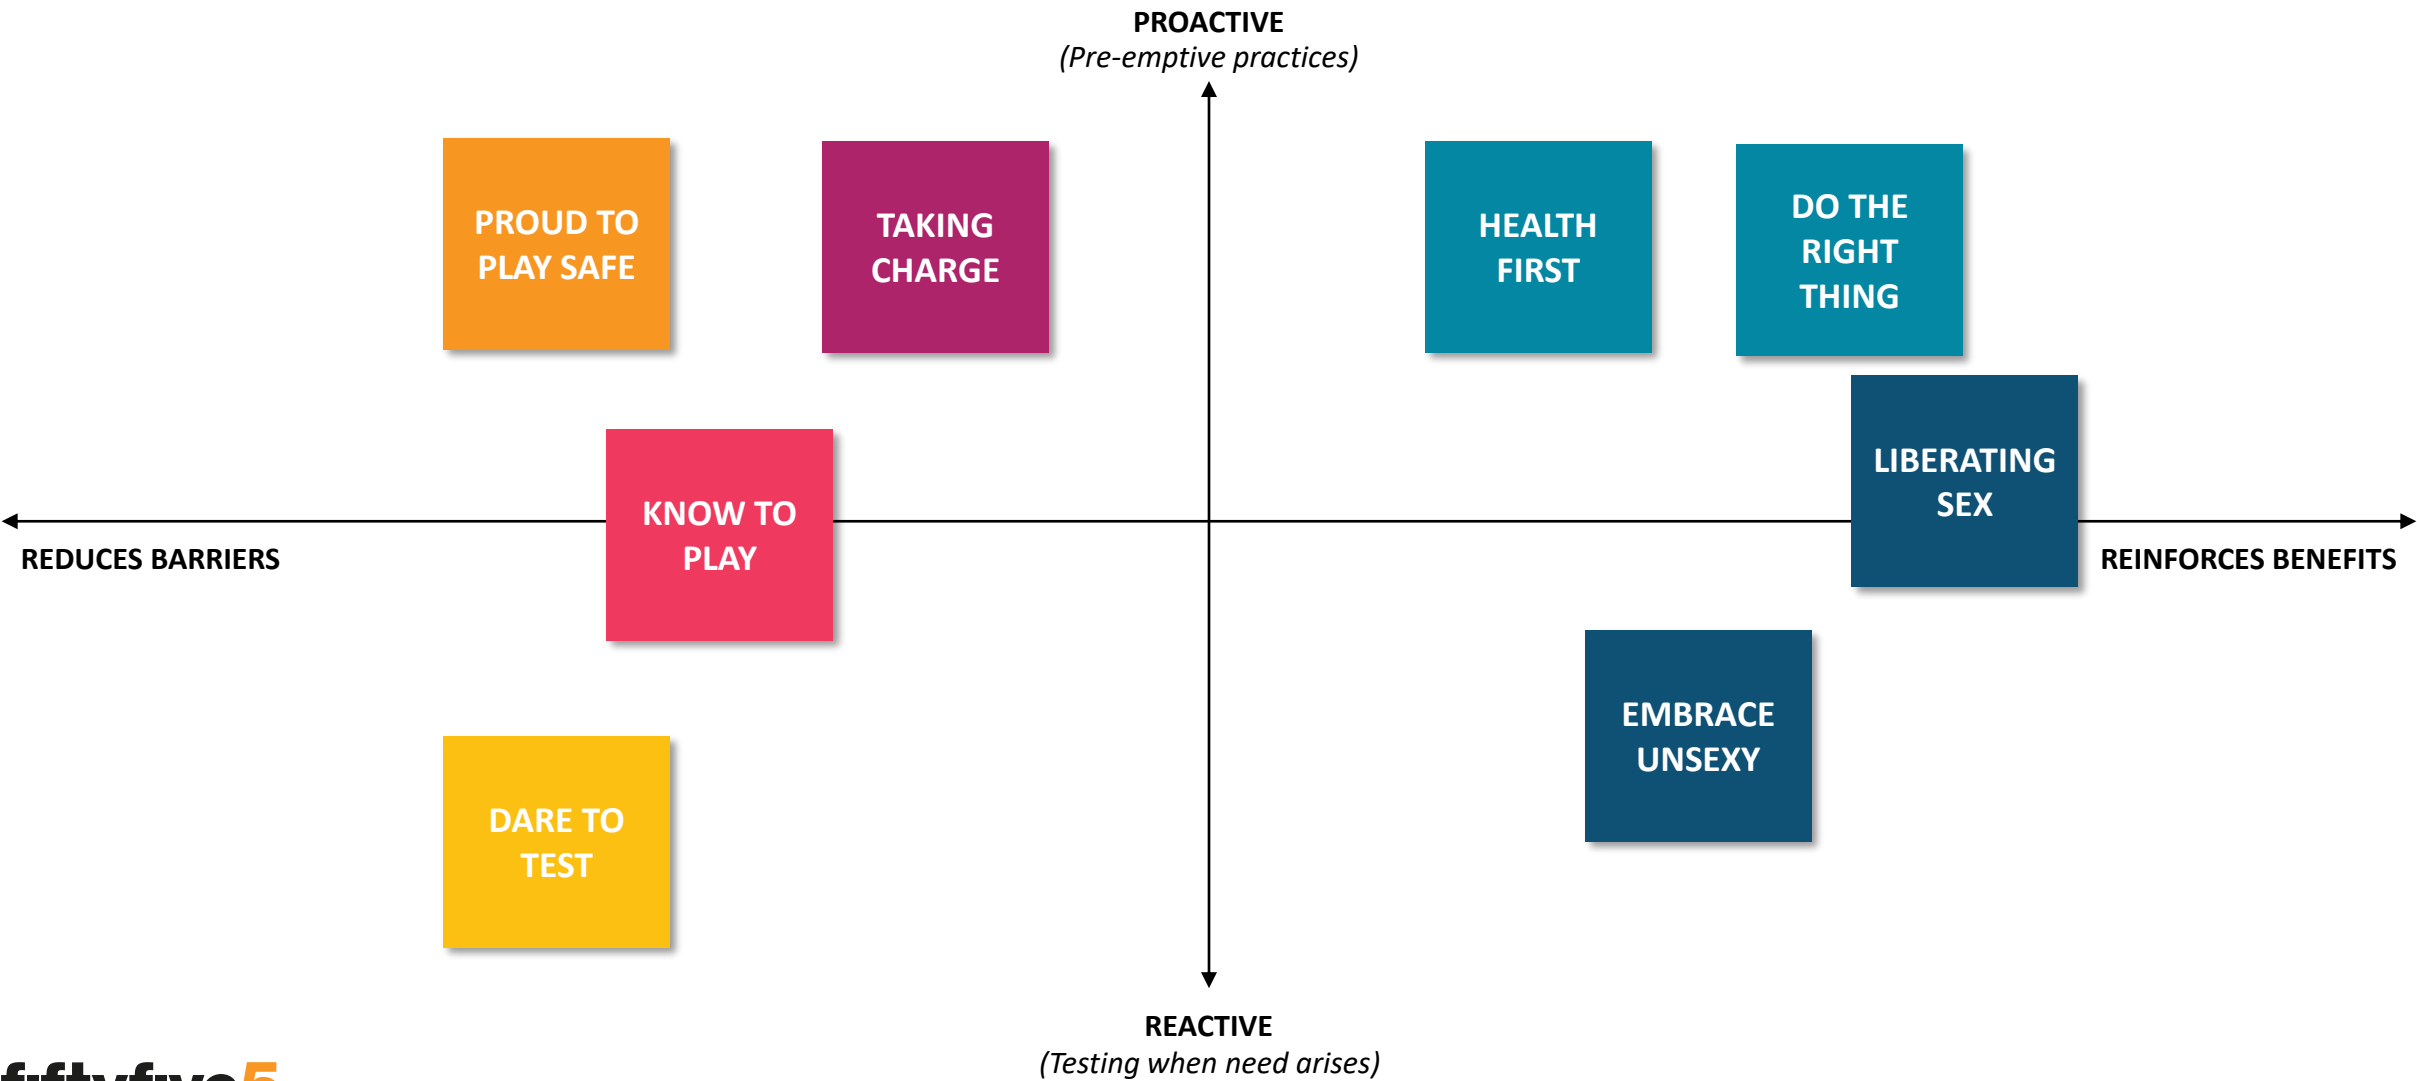 PROACTIVE
(Pre-emptive practices)
PROUD TO
PLAY SAFE
TAKING
CHARGE
HEALTH
FIRST
DO THE
RIGHT
THING
KNOW TO
PLAY
LIBERATING
SEX
REDUCES BARRIERS
REINFORCES BENEFITS
EMBRACE
UNSEXY
DARE TO
TEST
REACTIVE
(Testing when need arises)
fiftyfive5